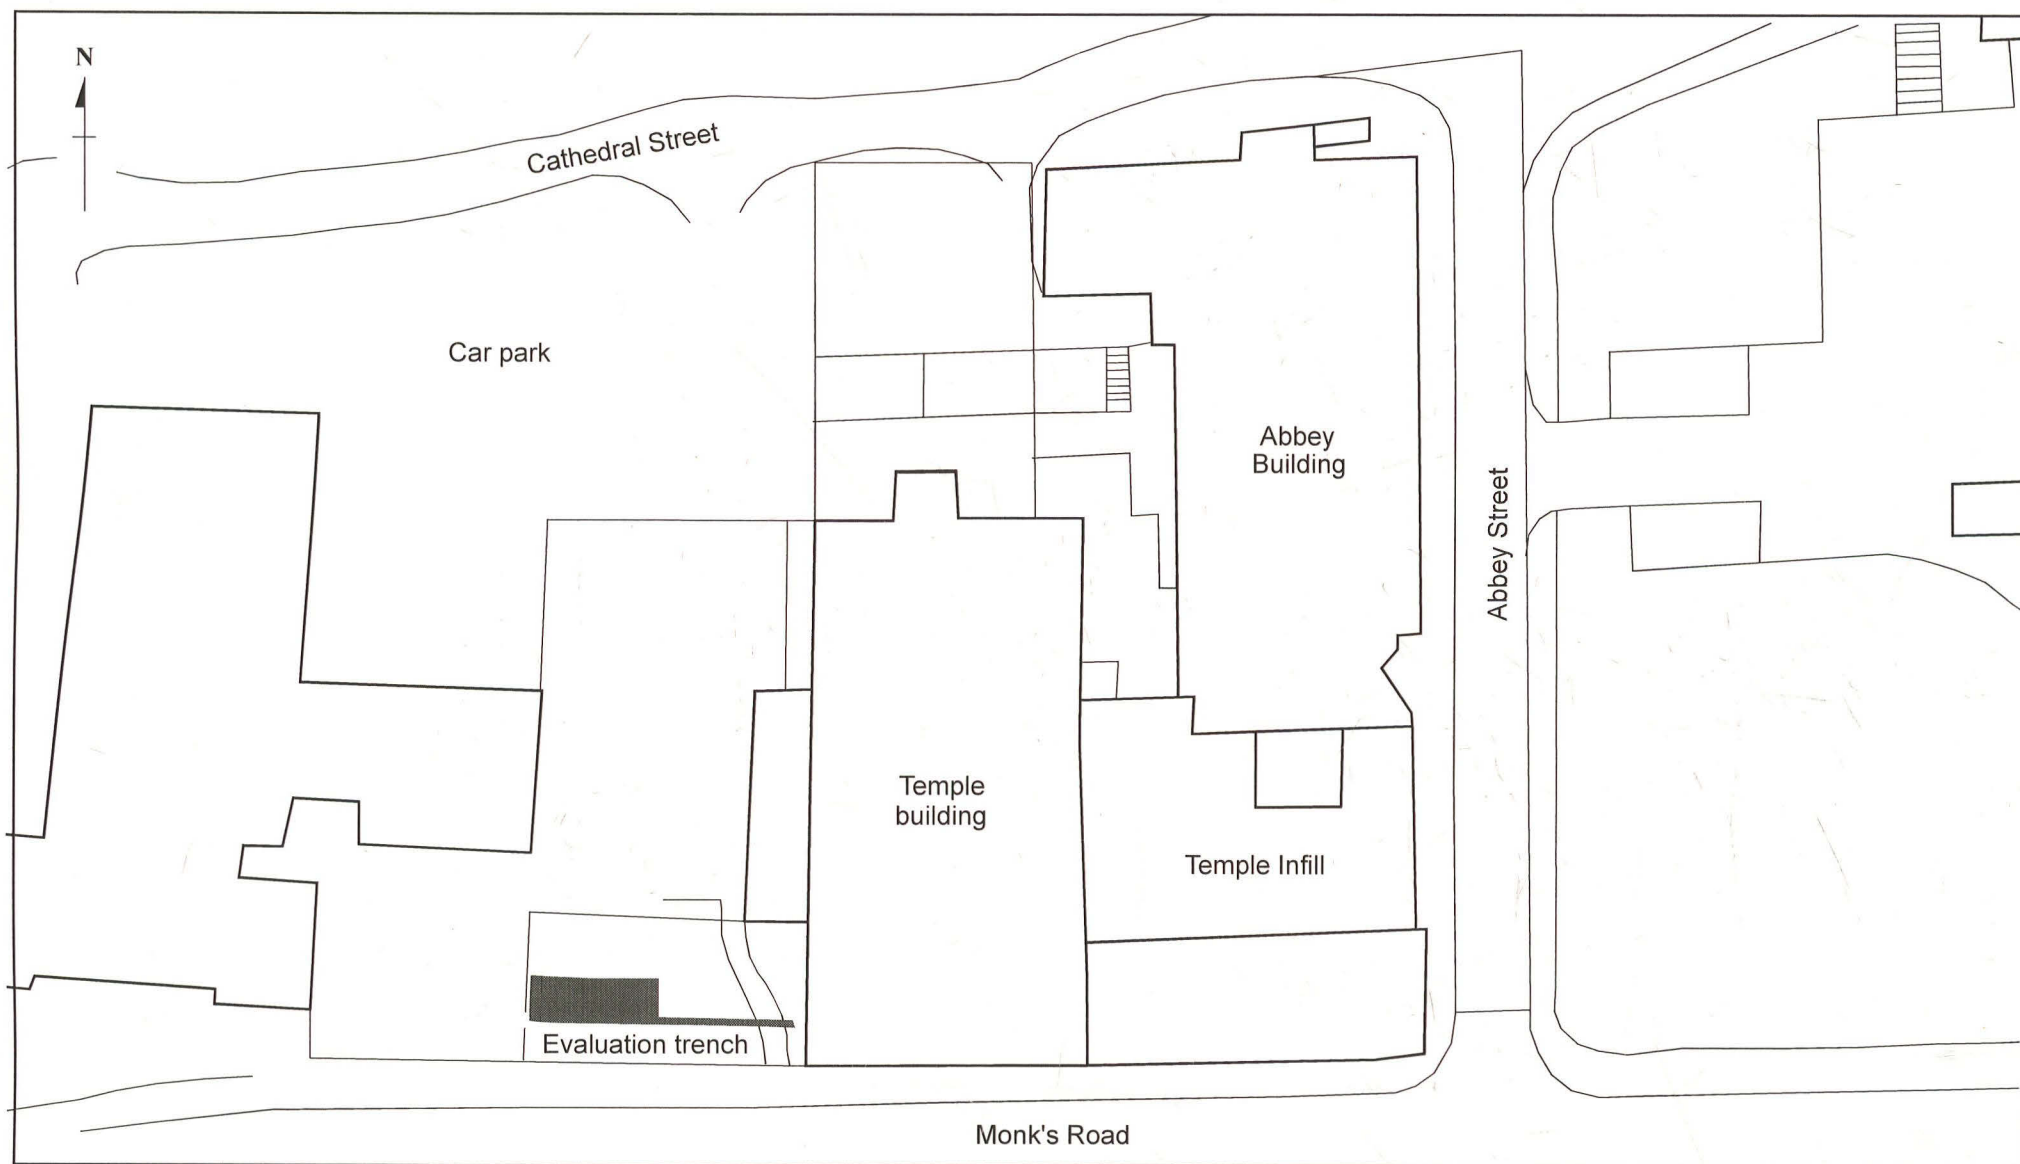 N
Cathedral Street
Car park
Abbey
Building
Abbey Street
Temple
building
Temple Infill
Evaluation trench
Monk's Road